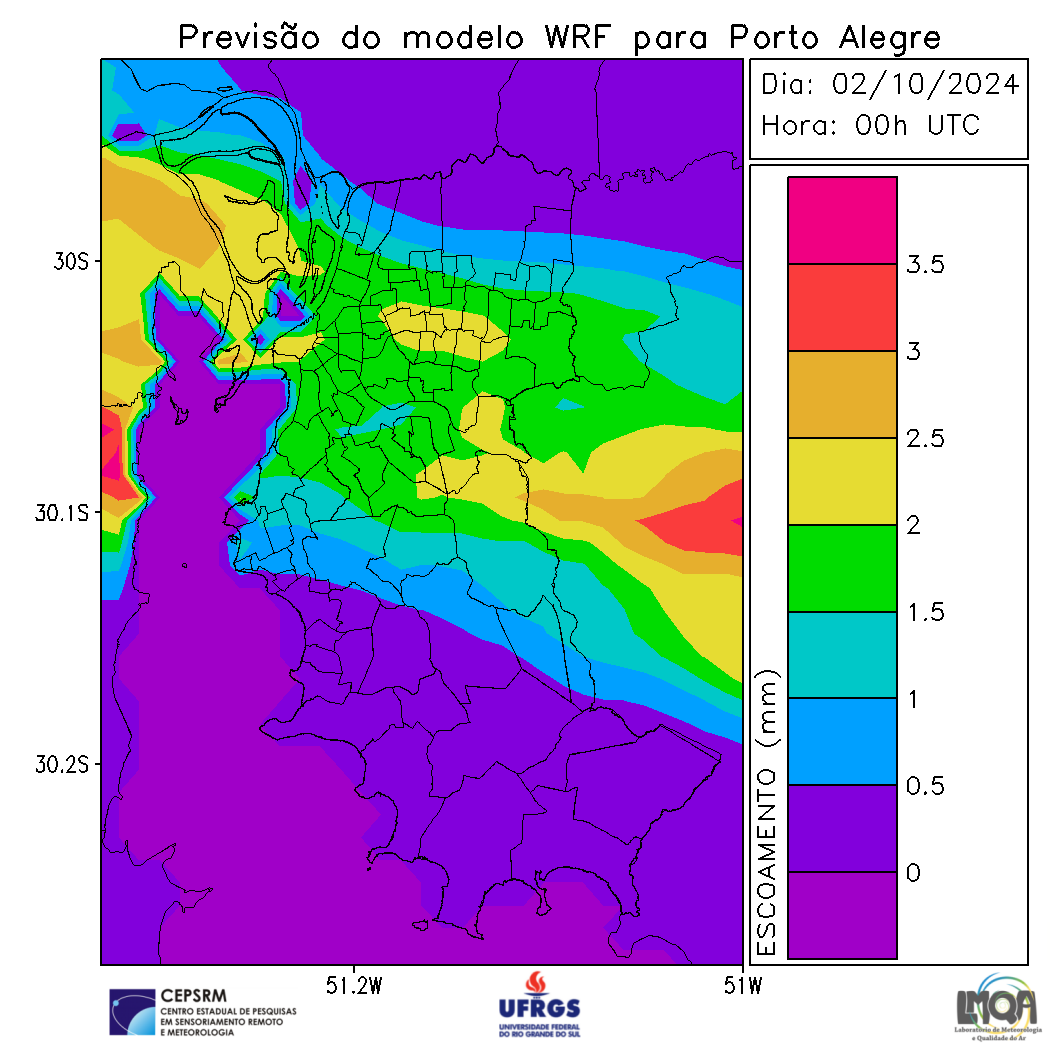 Previsão do modelo WRF para Porto Alegre
Dia: 02/10/2024
Hora: 00h UTC
30S
30.1S
30.2S
51.2W
51W
ESCOAMENTO (mm)
3.5
3
2.5
2
1.5
1
0.5
0
CEPSRM
CENTRO ESTADUAL DE PESQUISAS
EM SENSORIAMENTO REMOTO
E METEOROLOGIA
UFRGS
UNIVERSIDADE FEDERAL
DO RIO GRANDE DO SUL
LMQA
Laboratório de Meteorologia
e Qualidade do Ar